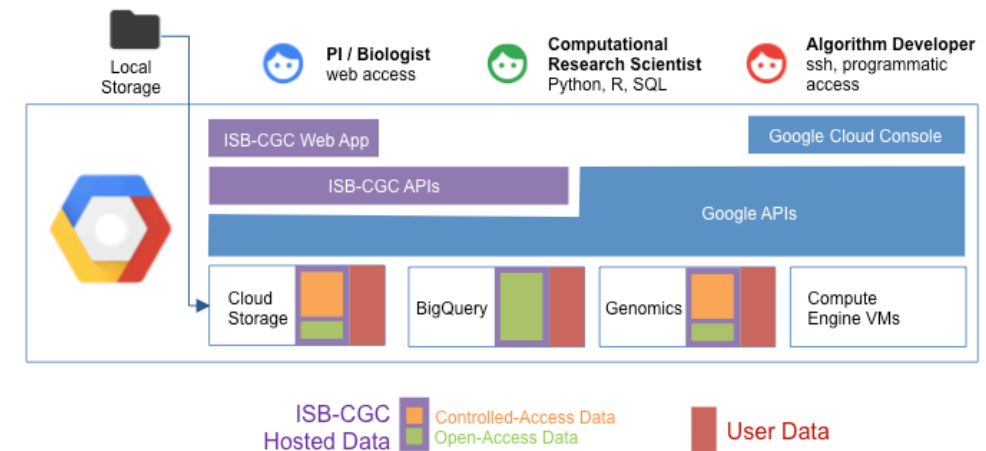 Local
Storage
PI / Biologist
web access
Computational
Research Scientist
Python, R, SQL
Algorithm Developer
ssh, programmatic
access
ISB-CGC Web App
Google Cloud Console
ISB-CGC APIs
Google APIs
Cloud
Storage
BigQuery
Genomics
Compute
Engine VMs
ISB-CGC
Hosted Data
Controlled-Access Data
Open-Access Data
User Data